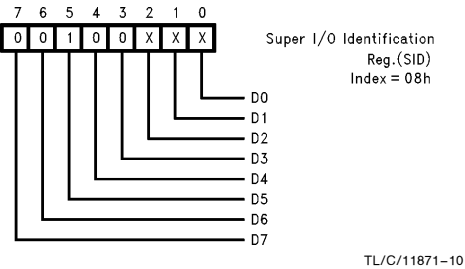 7 6 5 4 3 2 1 0
0 0 1 0 0 X X X
Super I/O Identification
Reg.(SID)
Index = 08h
D0
D1
D2
D3
D4
D5
D6
D7
TL/C/11871–10